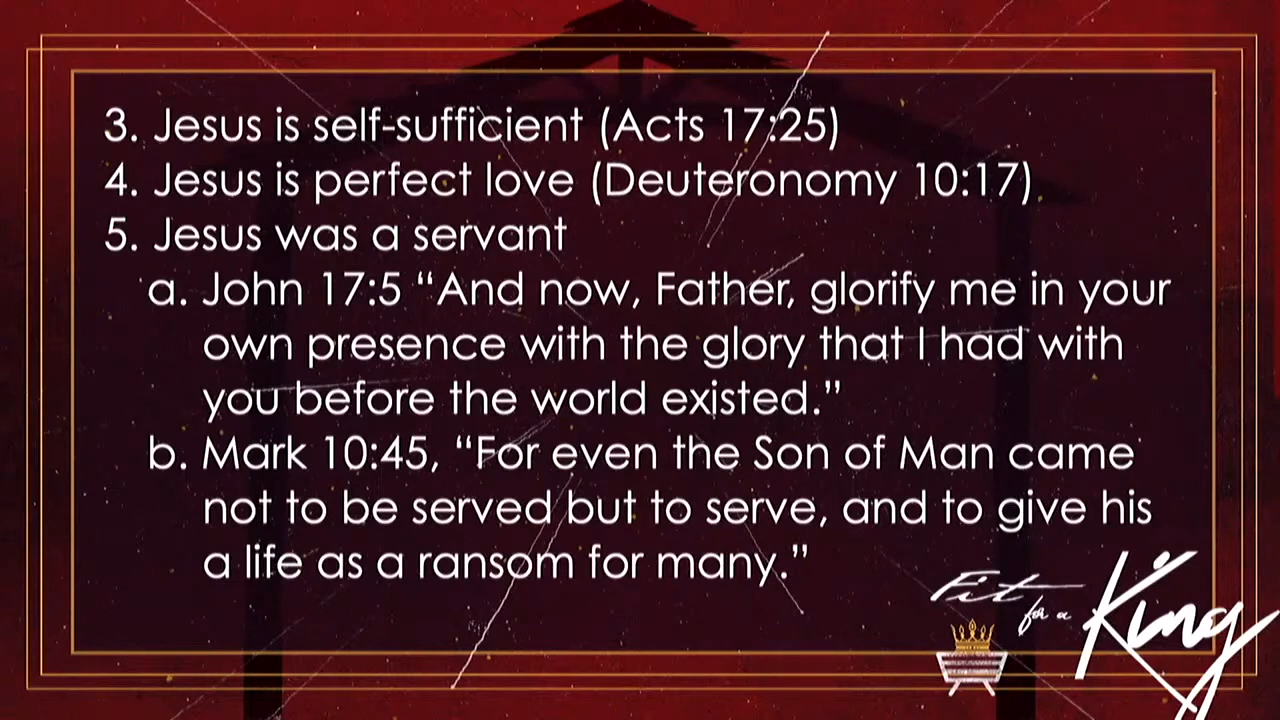 3. Jesus is self-sufficient (Acts 17:25)
4. Jesus is perfect love (Deuteronomy 10:17)
5. Jesus was a servant
a. John 17:5 “And now, Father, glorify me in your
own presence with the glory that I had with
you before the world existed.”
b. Mark 10:45, “For even the Son of Man came
not to be served but to serve, and to give his
a life as a ransom for many.”
Fit
for a
King